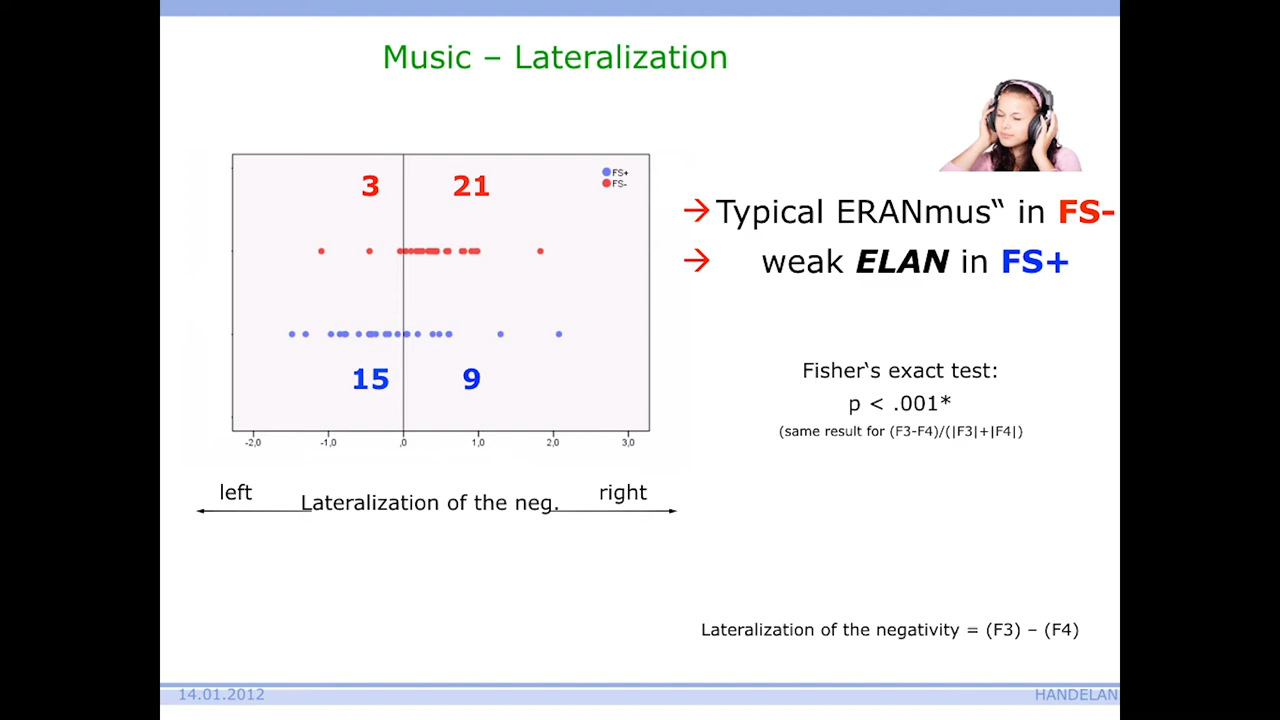 Music – Lateralization
3 21
FS+
FS-
→ Typical ERANmus“ in FS-
→ weak ELAN in FS+
15 9
Fisher‘s exact test:
p < .001*
(same result for (F3-F4)/(|F3|+|F4|)
-2,0 -1,0 ,0 1,0 2,0 3,0
left Lateralization of the neg. right
Lateralization of the negativity = (F3) – (F4)
14.01.2012 HANDELAN